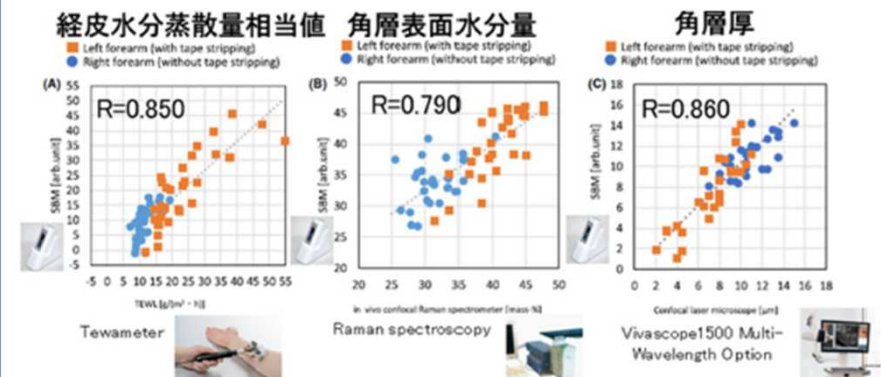 経皮水分蒸散量相当値 角層表面水分量 角層厚
Left forearm (with tape stripping)
Right forearm (without tape stripping)
Left forearm (with tape stripping)
Right forearm (without tape stripping)
Left forearm (with tape stripping)
Right forearm (without tape stripping)
(A)
R=0.850
SBM [arb.unit]
55
50
45
40
35
30
25
20
15
10
5
0
-5
-5 0 5 10 15 20 25 30 35 40 45 50 55
TEWL [g/(m² · h)]
Tewameter
(B)
R=0.790
SBM [arb.unit]
50
45
40
35
30
25
20
20 25 30 35 40 45 50
in vivo confocal Raman spectrometer [mass-%]
Raman spectroscopy
(C)
R=0.860
SBM [arb.unit]
18
16
14
12
10
8
6
4
2
0
0 2 4 6 8 10 12 14 16 18
Confocal laser microscope [μm]
Vivascope1500 Multi-
Wavelength Option